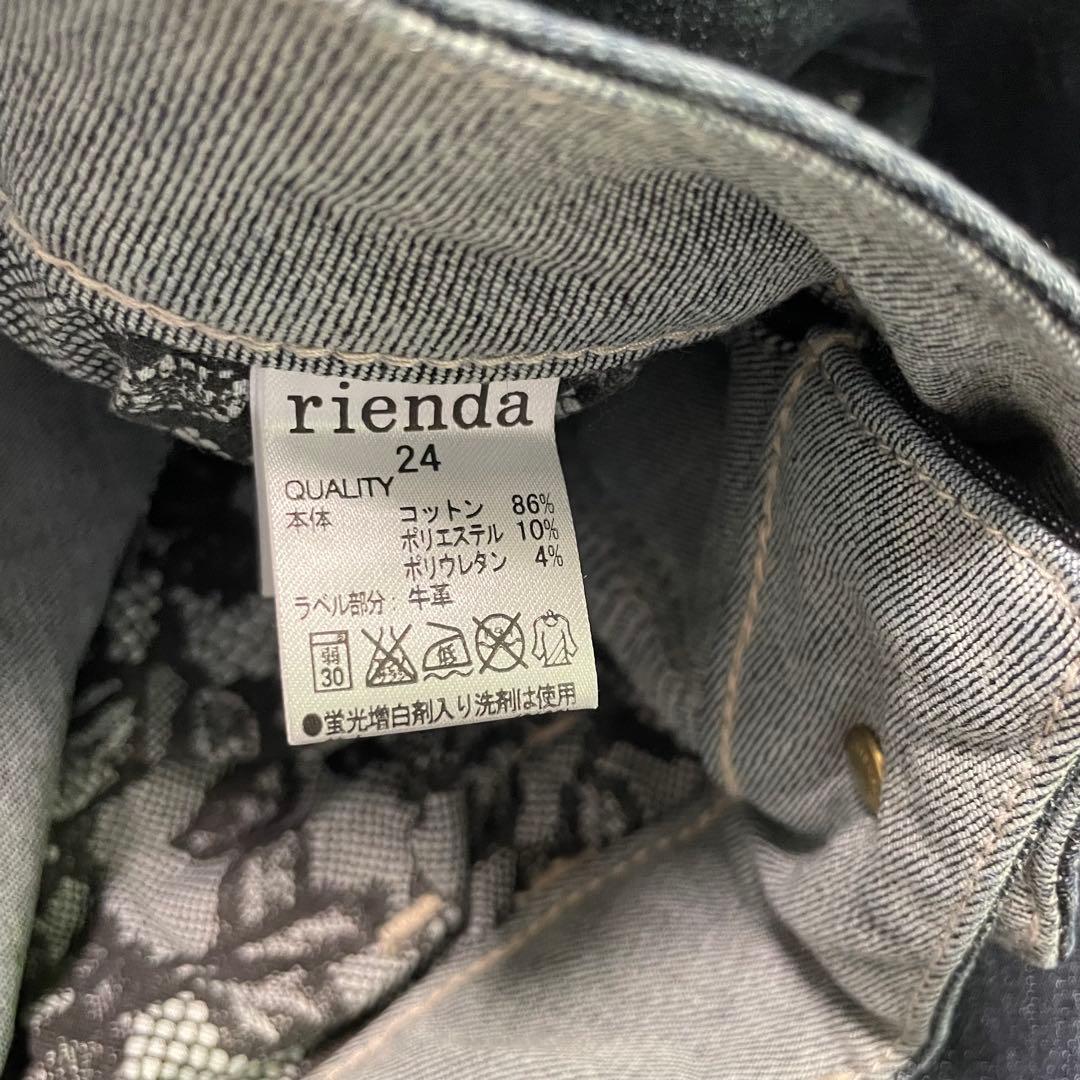 rienda
24
QUALITY
本体 コットン 86%
ポリエステル 10%
ポリウレタン 4%
ラベル部分: 牛革
弱 30 低
●蛍光増白剤入り洗剤は使用